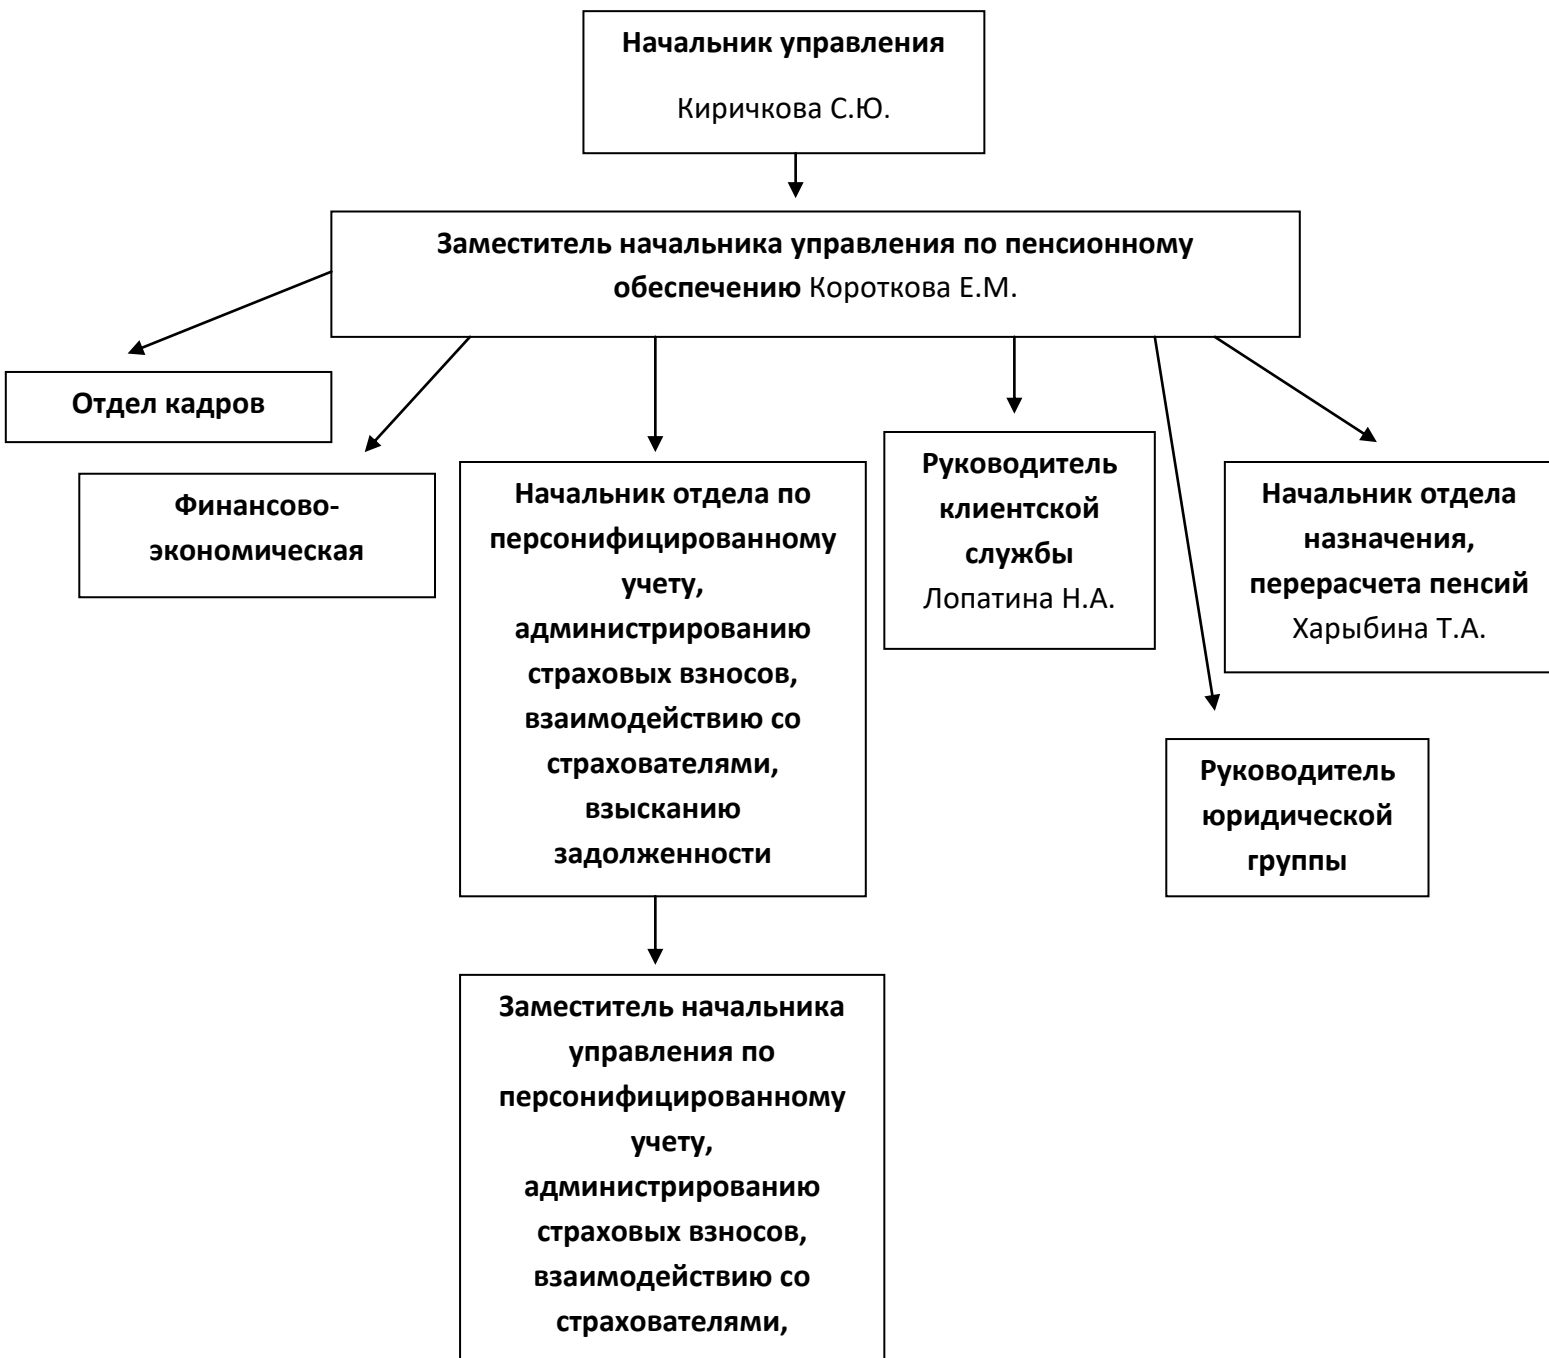 Начальник управления
Киричкова С.Ю.
Заместитель начальника управления по пенсионному
обеспечению Короткова Е.М.
Отдел кадров
Финансово-
экономическая
Начальник отдела по
персонифицированному
учету,
администрированию
страховых взносов,
взаимодействию со
страхователями,
взысканию
задолженности
Руководитель
клиентской
службы
Лопатина Н.А.
Начальник отдела
назначения,
перерасчета пенсий
Харыбина Т.А.
Руководитель
юридической
группы
Заместитель начальника
управления по
персонифицированному
учету,
администрированию
страховых взносов,
взаимодействию со
страхователями,